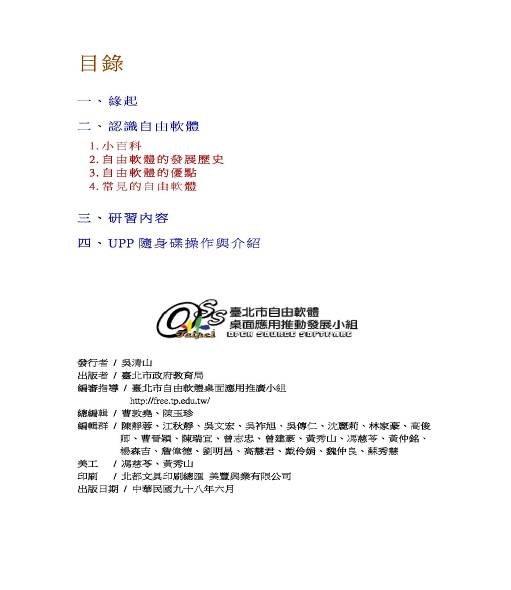 目錄
一、緣起
二、認識自由軟體
1. 小百科
2. 自由軟體的發展歷史
3. 自由軟體的優點
4. 常見的自由軟體
三、研習內容
四、UPP 隨身碟操作與介紹
OSS Taipei
臺北市自由軟體
桌面應用推動發展小組
OPEN SOURCE SOFTWARE
發行者 / 吳清山
出版者 / 臺北市政府教育局
編審指導 / 臺北市自由軟體桌面應用推廣小組
http://free.tp.edu.tw/
總編輯 / 曹敦堯、陳玉珍
編輯群 / 陳靜蓉、江秋靜、吳文宏、吳祚旭、吳傳仁、沈麗莉、林家豪、高俊
卿、曹晉穎、陳瑞宜、曾志忠、曾建豪、黃秀山、馮慈苓、黃仲銘、
楊森吉、詹偉德、劉明昌、高慧君、戴伶娟、魏仲良、蘇秀慧
美工 / 馮慈苓、黃秀山
印刷 / 北都文具印刷總匯 美豐興業有限公司
出版日期 / 中華民國九十八年六月